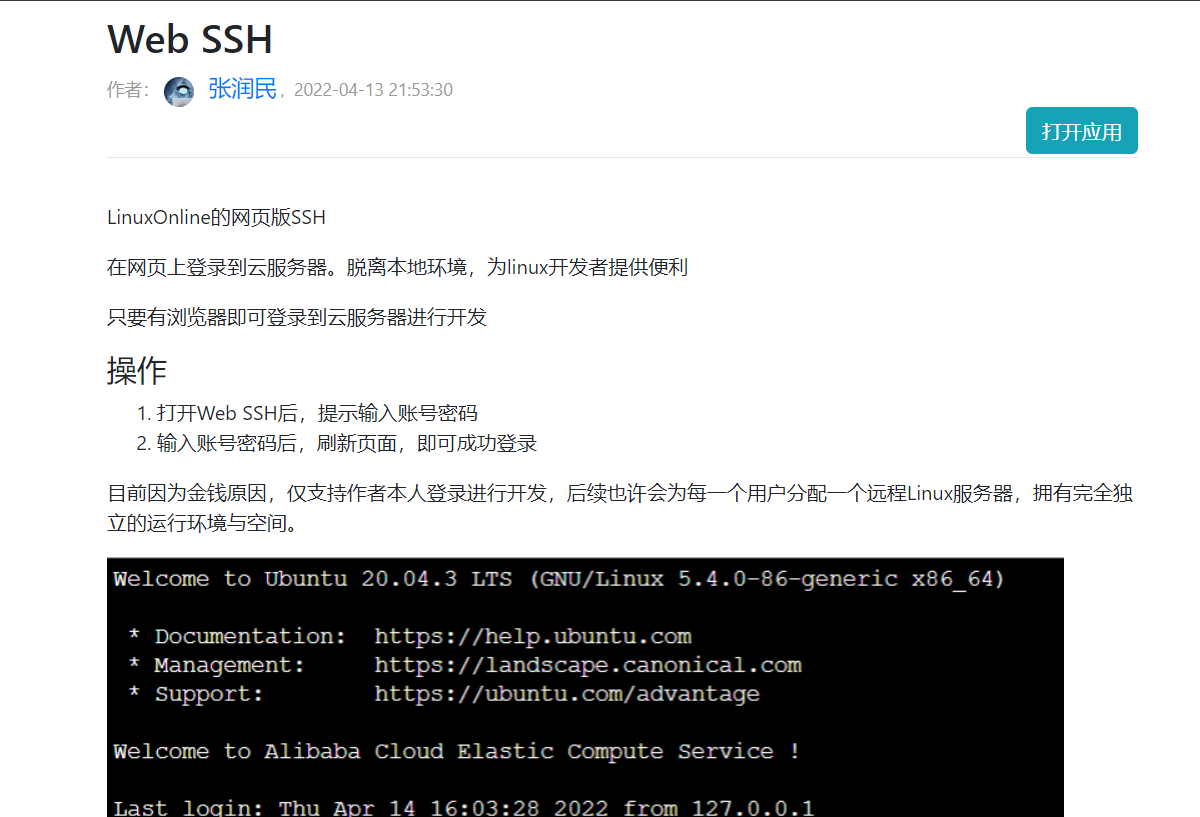 Web SSH
作者： 张润民 ，2022-04-13 21:53:30
打开应用
LinuxOnline的网页版SSH
在网页上登录到云服务器。脱离本地环境，为linux开发者提供便利
只要有浏览器即可登录到云服务器进行开发
操作
1. 打开Web SSH后，提示输入账号密码
2. 输入账号密码后，刷新页面，即可成功登录
目前因为金钱原因，仅支持作者本人登录进行开发，后续也许会为每一个用户分配一个远程Linux服务器，拥有完全独
立的运行环境与空间。
Welcome to Ubuntu 20.04.3 LTS (GNU/Linux 5.4.0-86-generic x86_64)
* Documentation:  https://help.ubuntu.com
* Management:     https://landscape.canonical.com
* Support:        https://ubuntu.com/advantage
Welcome to Alibaba Cloud Elastic Compute Service !
Last login: Thu Apr 14 16:03:28 2022 from 127.0.0.1